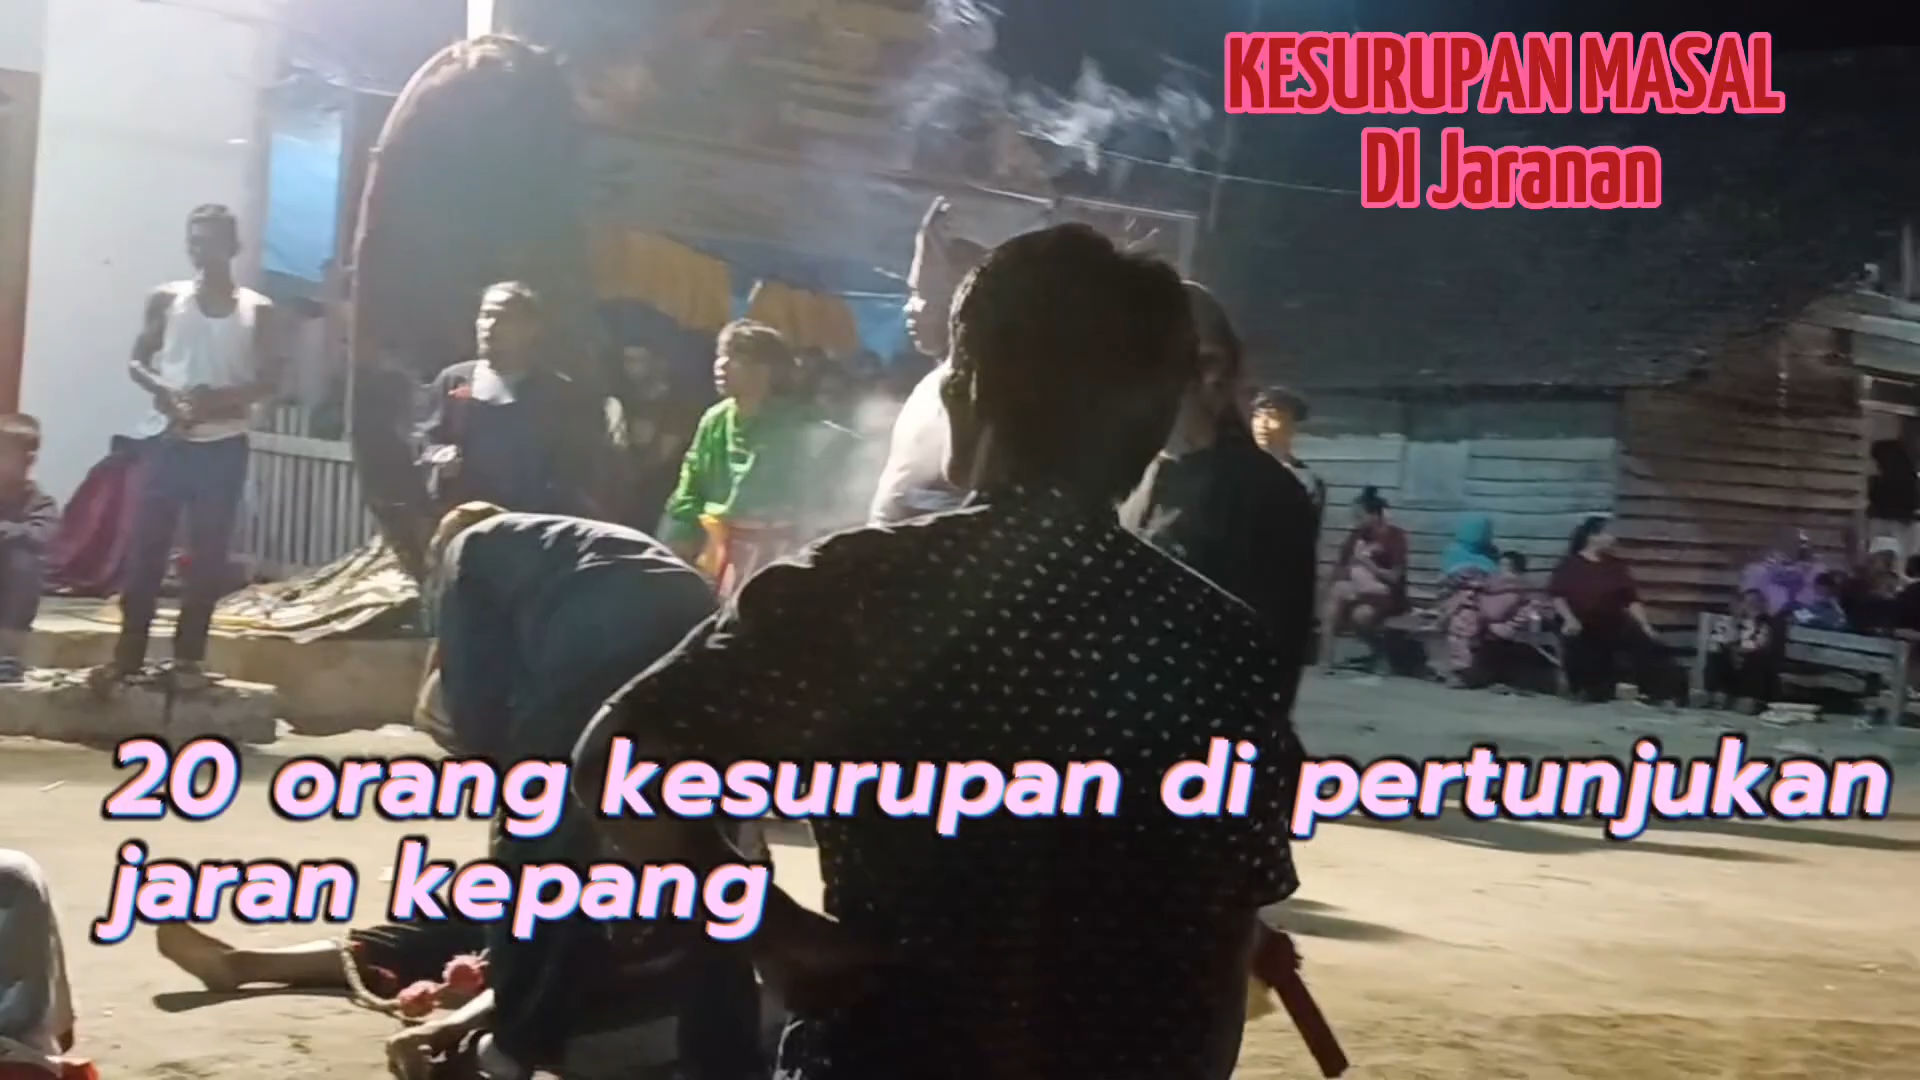 KESURUPAN MASAL
DI Jaranan
20 orang kesurupan di pertunjukan
jaran kepang